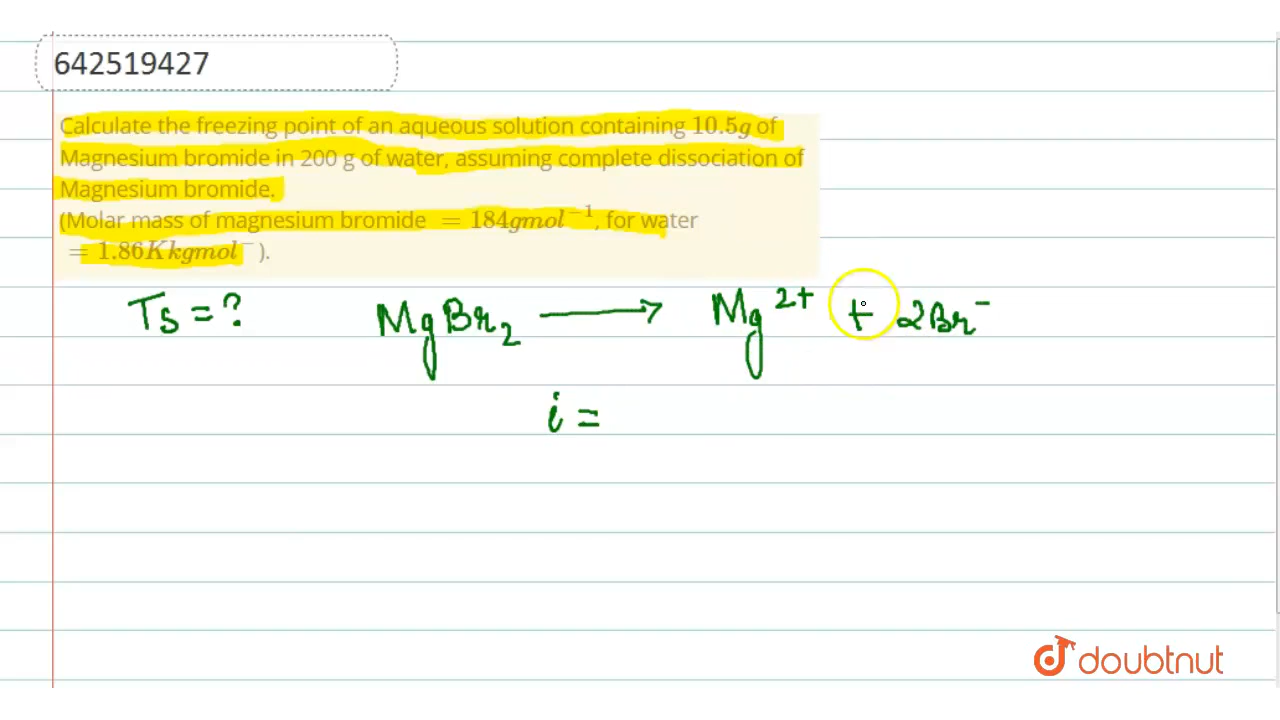 642519427
Calculate the freezing point of an aqueous solution containing 10.5g of
Magnesium bromide in 200 g of water, assuming complete dissociation of
Magnesium bromide.
(Molar mass of magnesium bromide = 184gmol⁻¹, for water
= 1.86Kkgmol⁻).
Ts = ? MgBr₂ → Mg²⁺ + 2Br⁻
i =
doubtnut